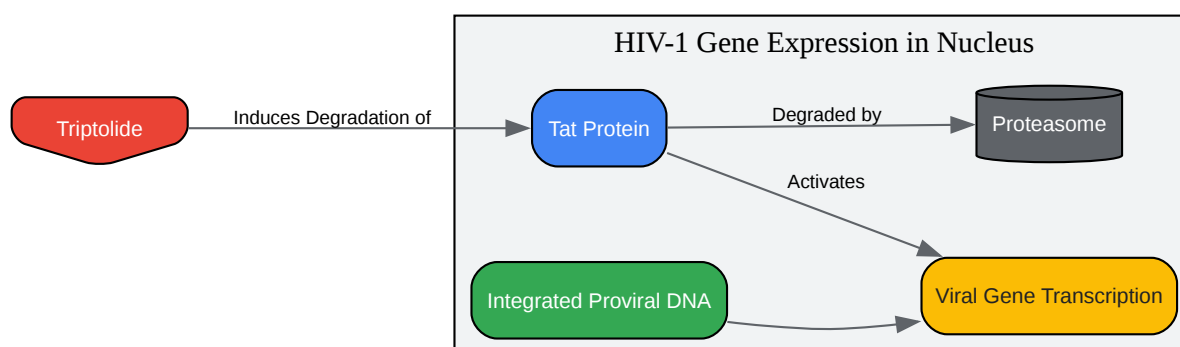 HIV-1 Gene Expression in Nucleus
Triptolide
Induces Degradation of
Tat Protein
Degraded by
Proteasome
Activates
Integrated Proviral DNA
Viral Gene Transcription